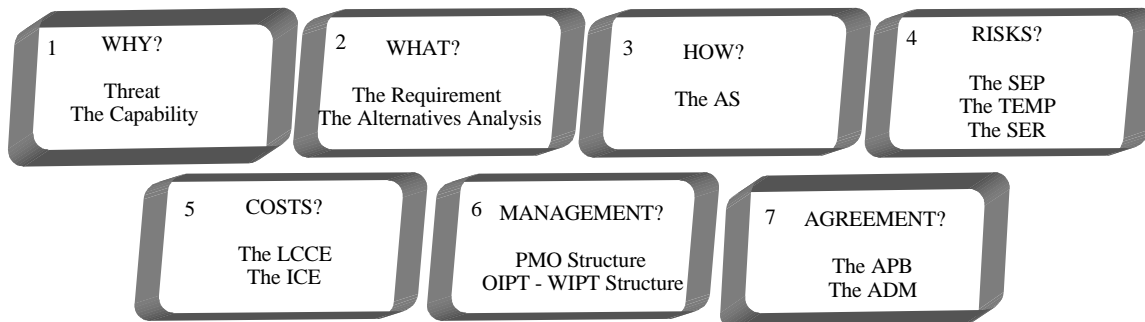 1 WHY?
Threat
The Capability
2 WHAT?
The Requirement
The Alternatives Analysis
3 HOW?
The AS
4 RISKS?
The SEP
The TEMP
The SER
5 COSTS?
The LCCE
The ICE
6 MANAGEMENT?
PMO Structure
OIPT - WIPT Structure
7 AGREEMENT?
The APB
The ADM